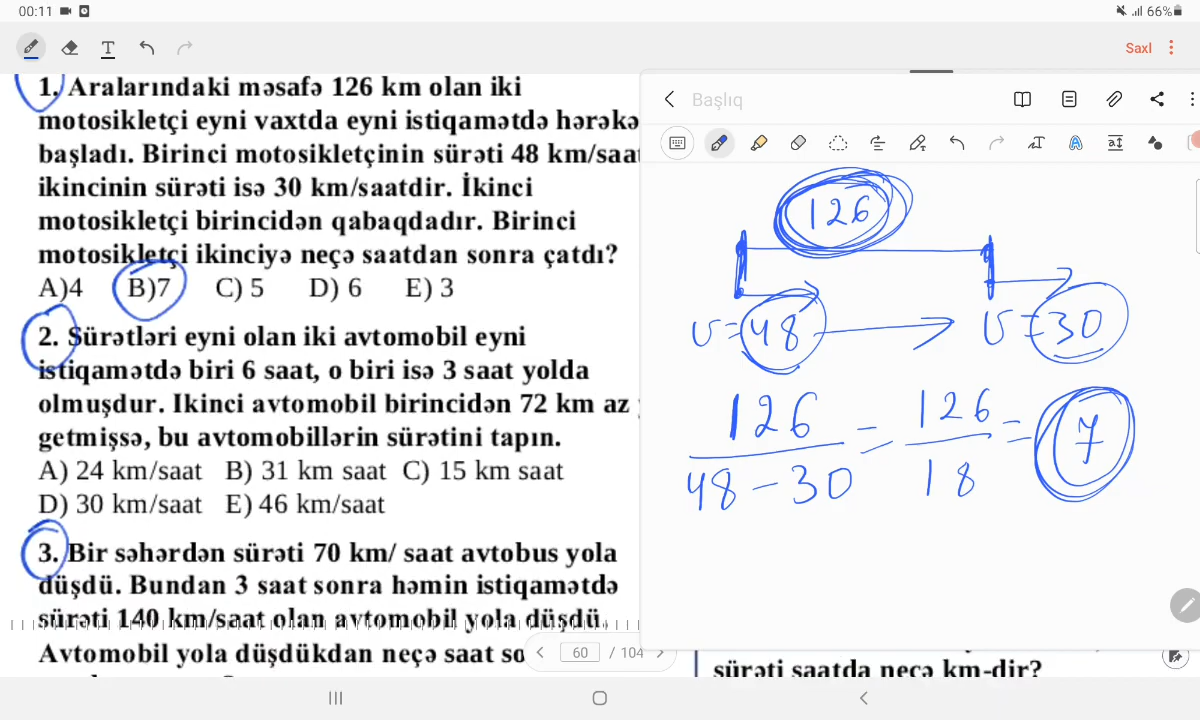 00:11
66%
Saxl
1. Aralarındaki məsafə 126 km olan iki
motosikletçi eyni vaxtda eyni istiqamətdə hərəkə
başladı. Birinci motosikletçinin sürəti 48 km/saat
ikincinin sürəti isə 30 km/saatdir. İkinci
motosikletçi birincidən qabaqdadır. Birinci
motosikletçi ikinciyə neçə saatdan sonra çatdı?
A)4 B)7 C) 5 D) 6 E) 3
2. Sürətləri eyni olan iki avtomobil eyni
istiqamətdə biri 6 saat, o biri isə 3 saat yolda
olmuşdur. Ikinci avtomobil birincidən 72 km az
getmişsə, bu avtomobillərin sürətini tapın.
A) 24 km/saat B) 31 km saat C) 15 km saat
D) 30 km/saat E) 46 km/saat
3. Bir səhərdən sürəti 70 km/ saat avtobus yola
düşdü. Bundan 3 saat sonra həmin istiqamətdə
sürəti 140 km/saat olan avtomobil yola düşdü.
Avtomobil yola düşdükdan neçə saat so
60 / 104
Başlıq
126
υ=48 υ=30
126/(48-30) = 126/18 = 7
sürəti saatda neçə km-dir?